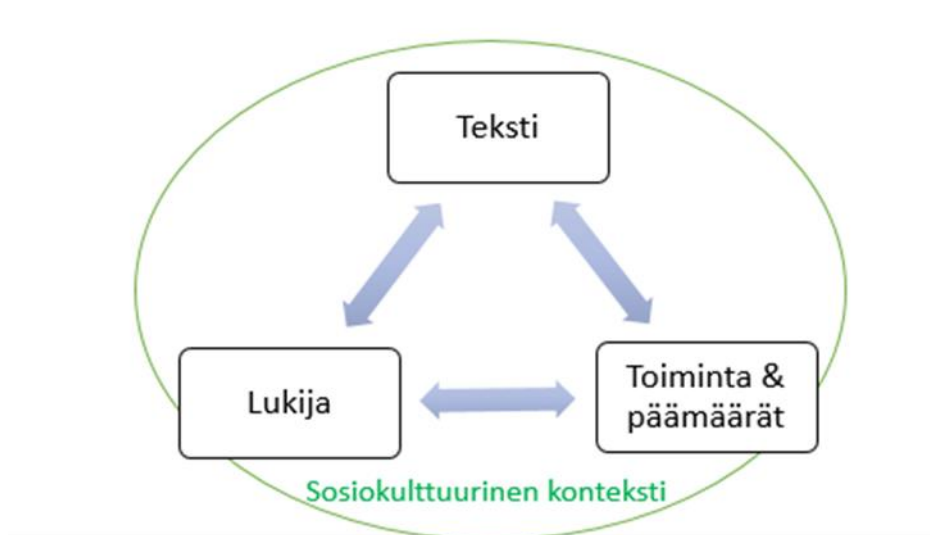 Teksti
Lukija
Toiminta &
päämäärät
Sosiokulttuurinen konteksti